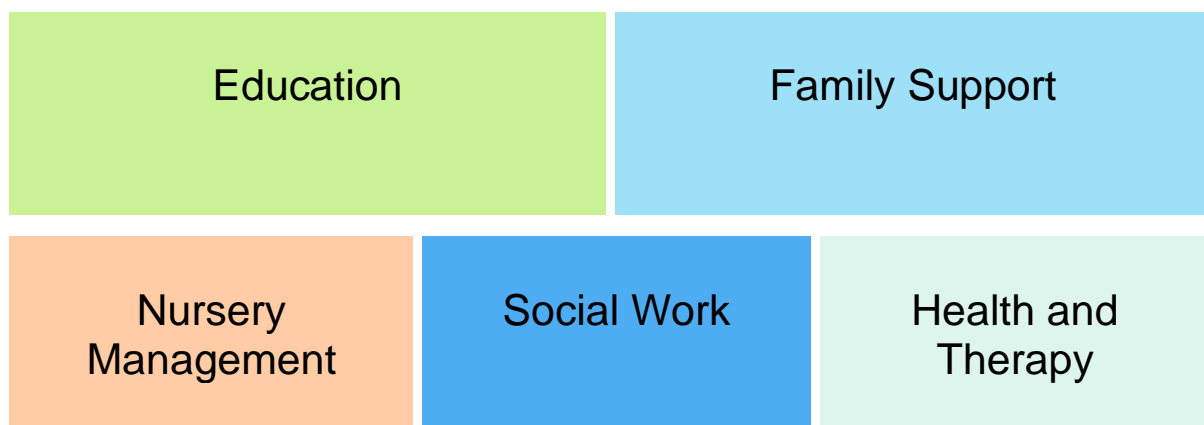 Education
Family Support
Nursery
Management
Social Work
Health and
Therapy